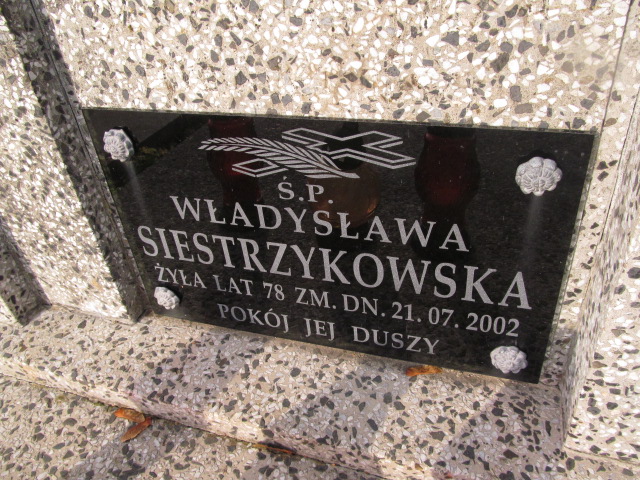 Ś.P.
WŁADYSŁAWA
SIESTRZYKOWSKA
ŻYŁA LAT 78 ZM. DN. 21.07.2002
POKÓJ JEJ DUSZY